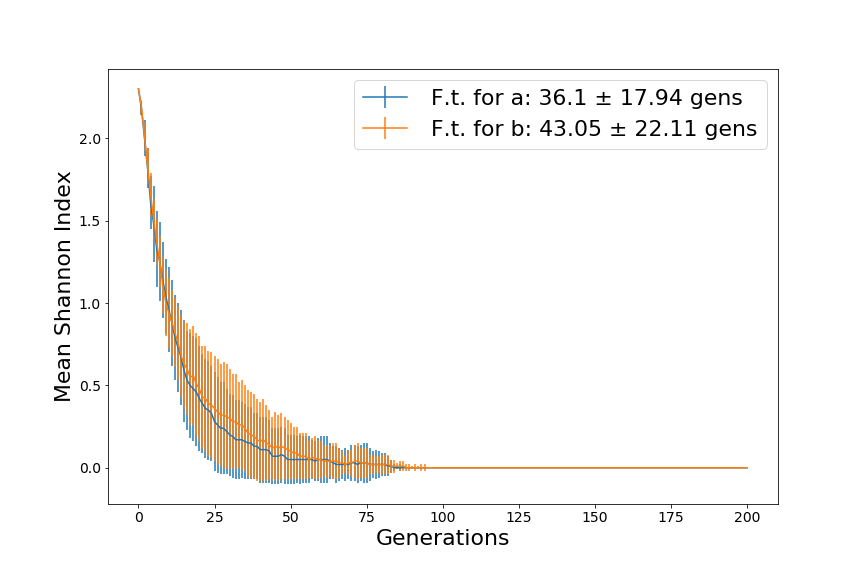 F.t. for a: 36.1 ± 17.94 gens
F.t. for b: 43.05 ± 22.11 gens
Mean Shannon Index
2.0
1.5
1.0
0.5
0.0
0 25 50 75 100 125 150 175 200
Generations